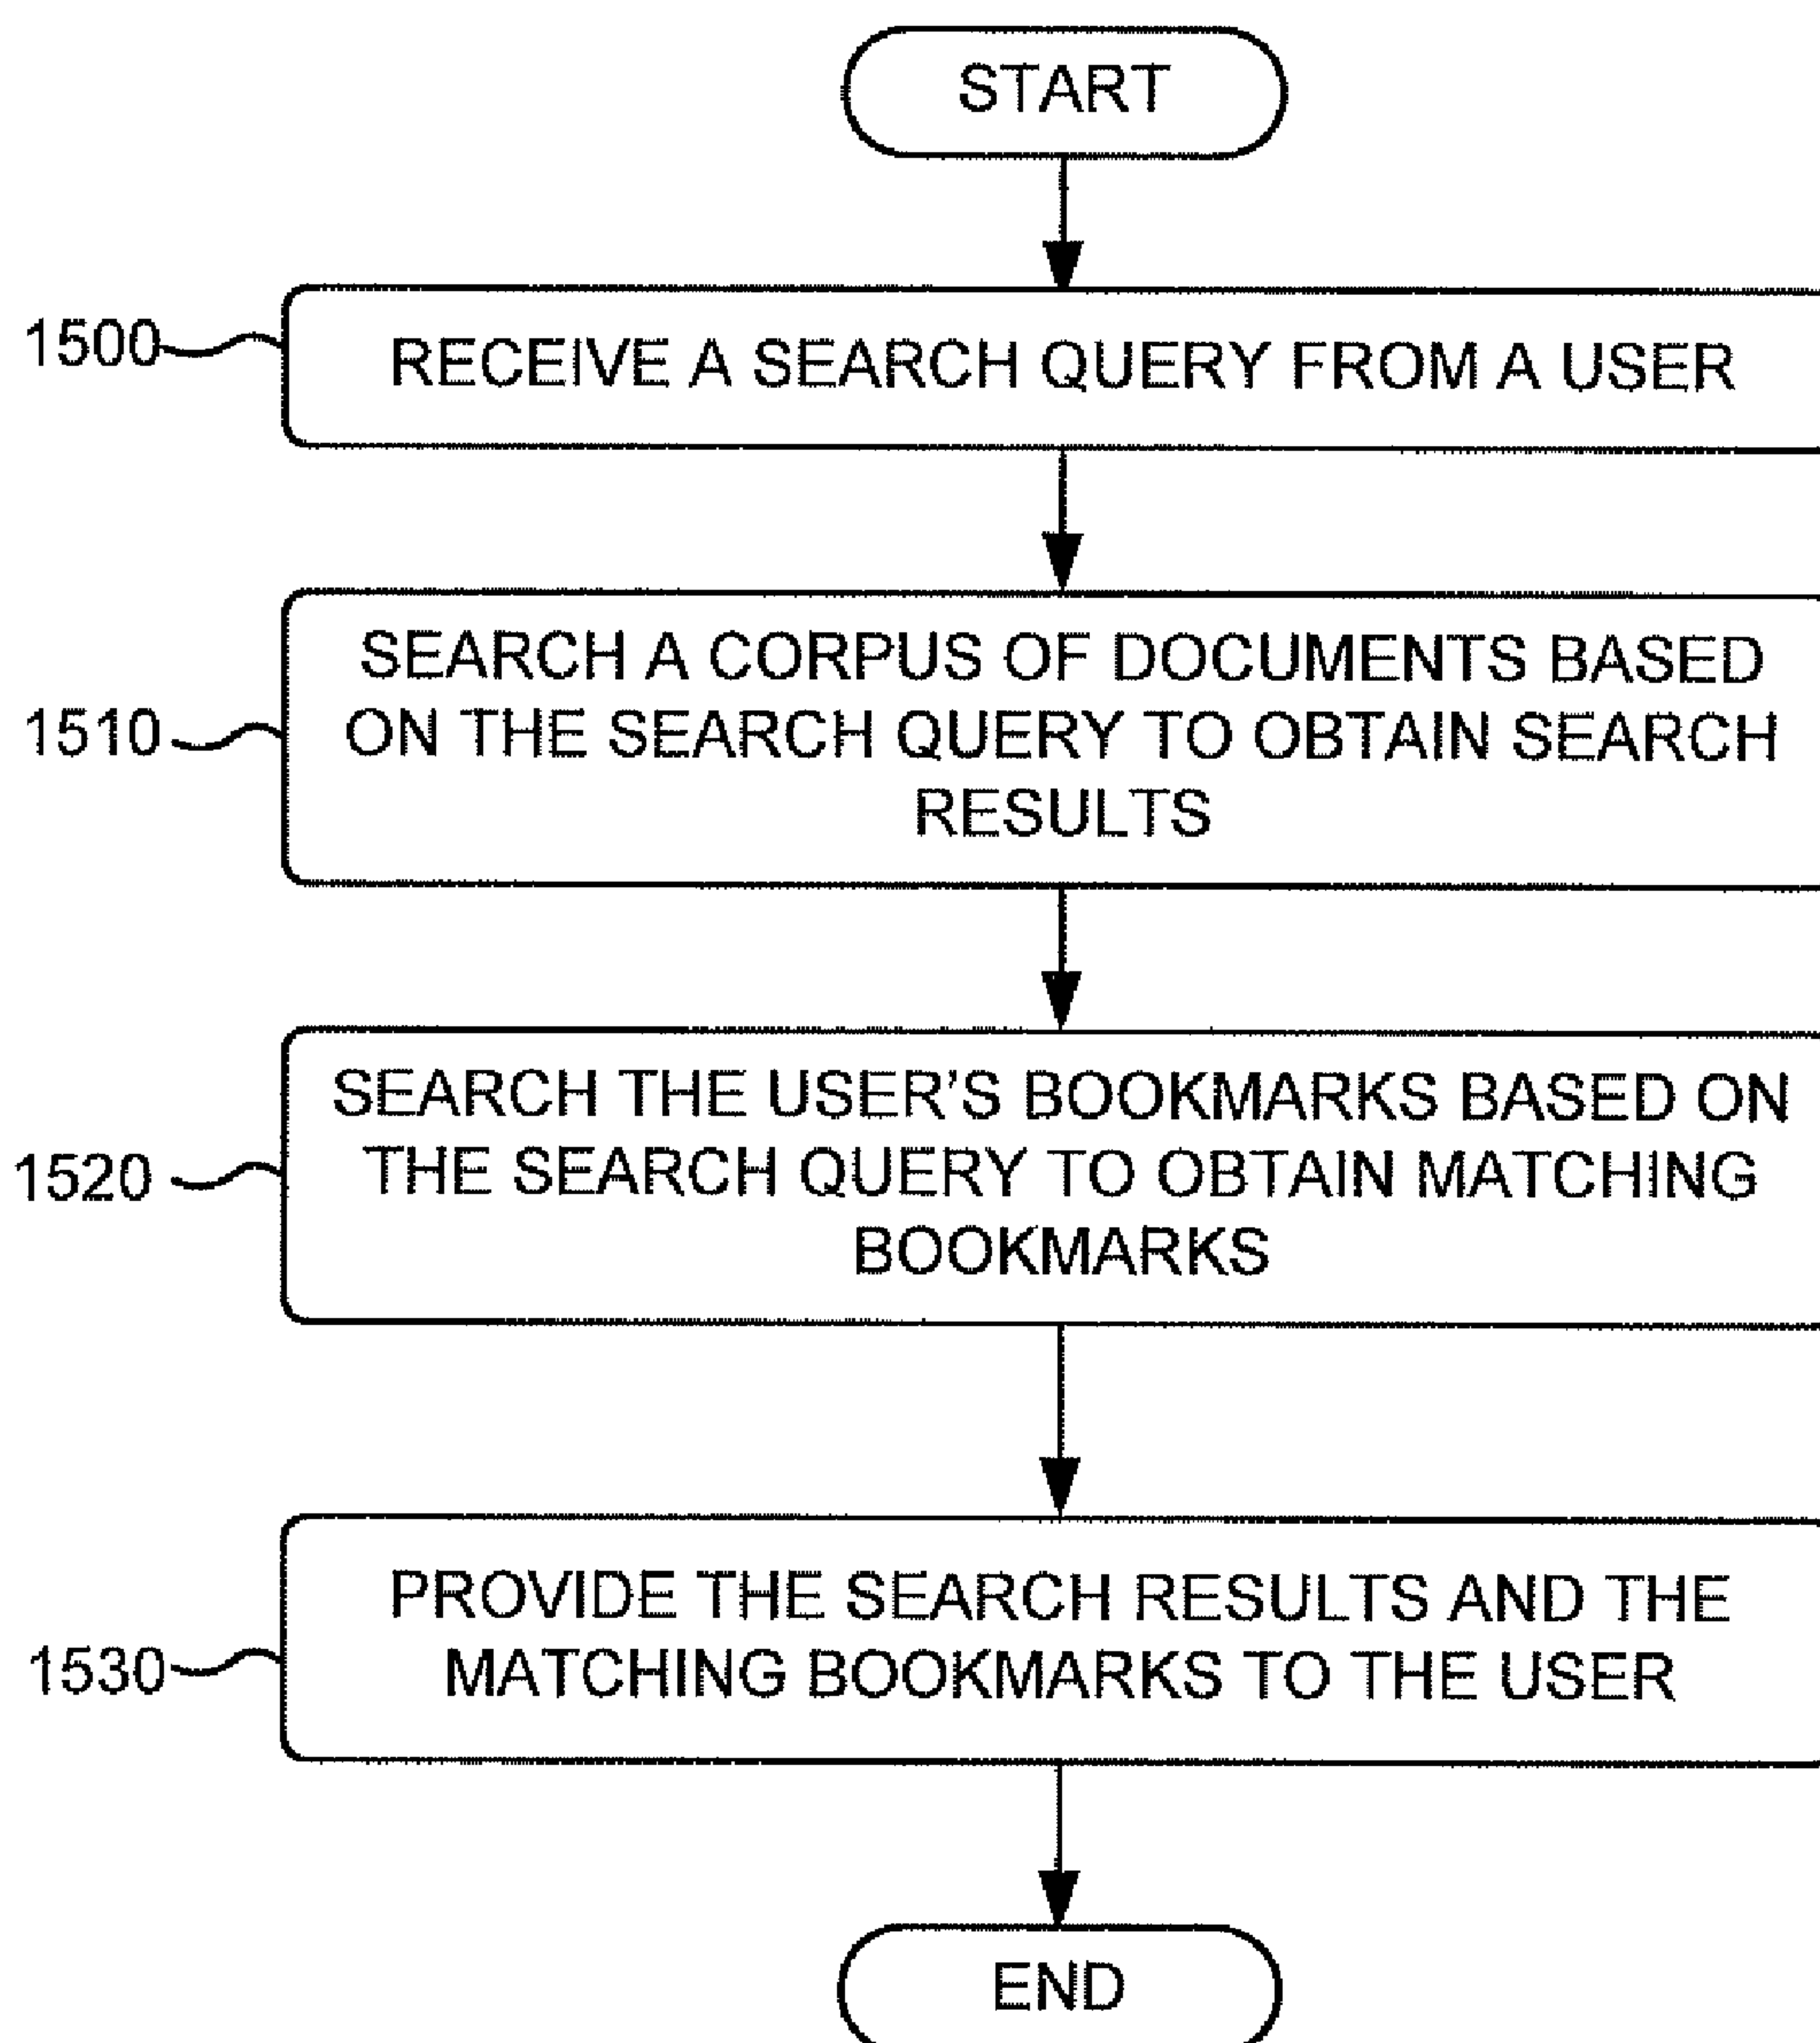 START
1500
RECEIVE A SEARCH QUERY FROM A USER
SEARCH A CORPUS OF DOCUMENTS BASED
1510
ON THE SEARCH QUERY TO OBTAIN SEARCH
RESULTS
SEARCH THE USER'S BOOKMARKS BASED ON
1520
THE SEARCH QUERY TO OBTAIN MATCHING
BOOKMARKS
PROVIDE THE SEARCH RESULTS AND THE
1530
MATCHING BOOKMARKS TO THE USER
END